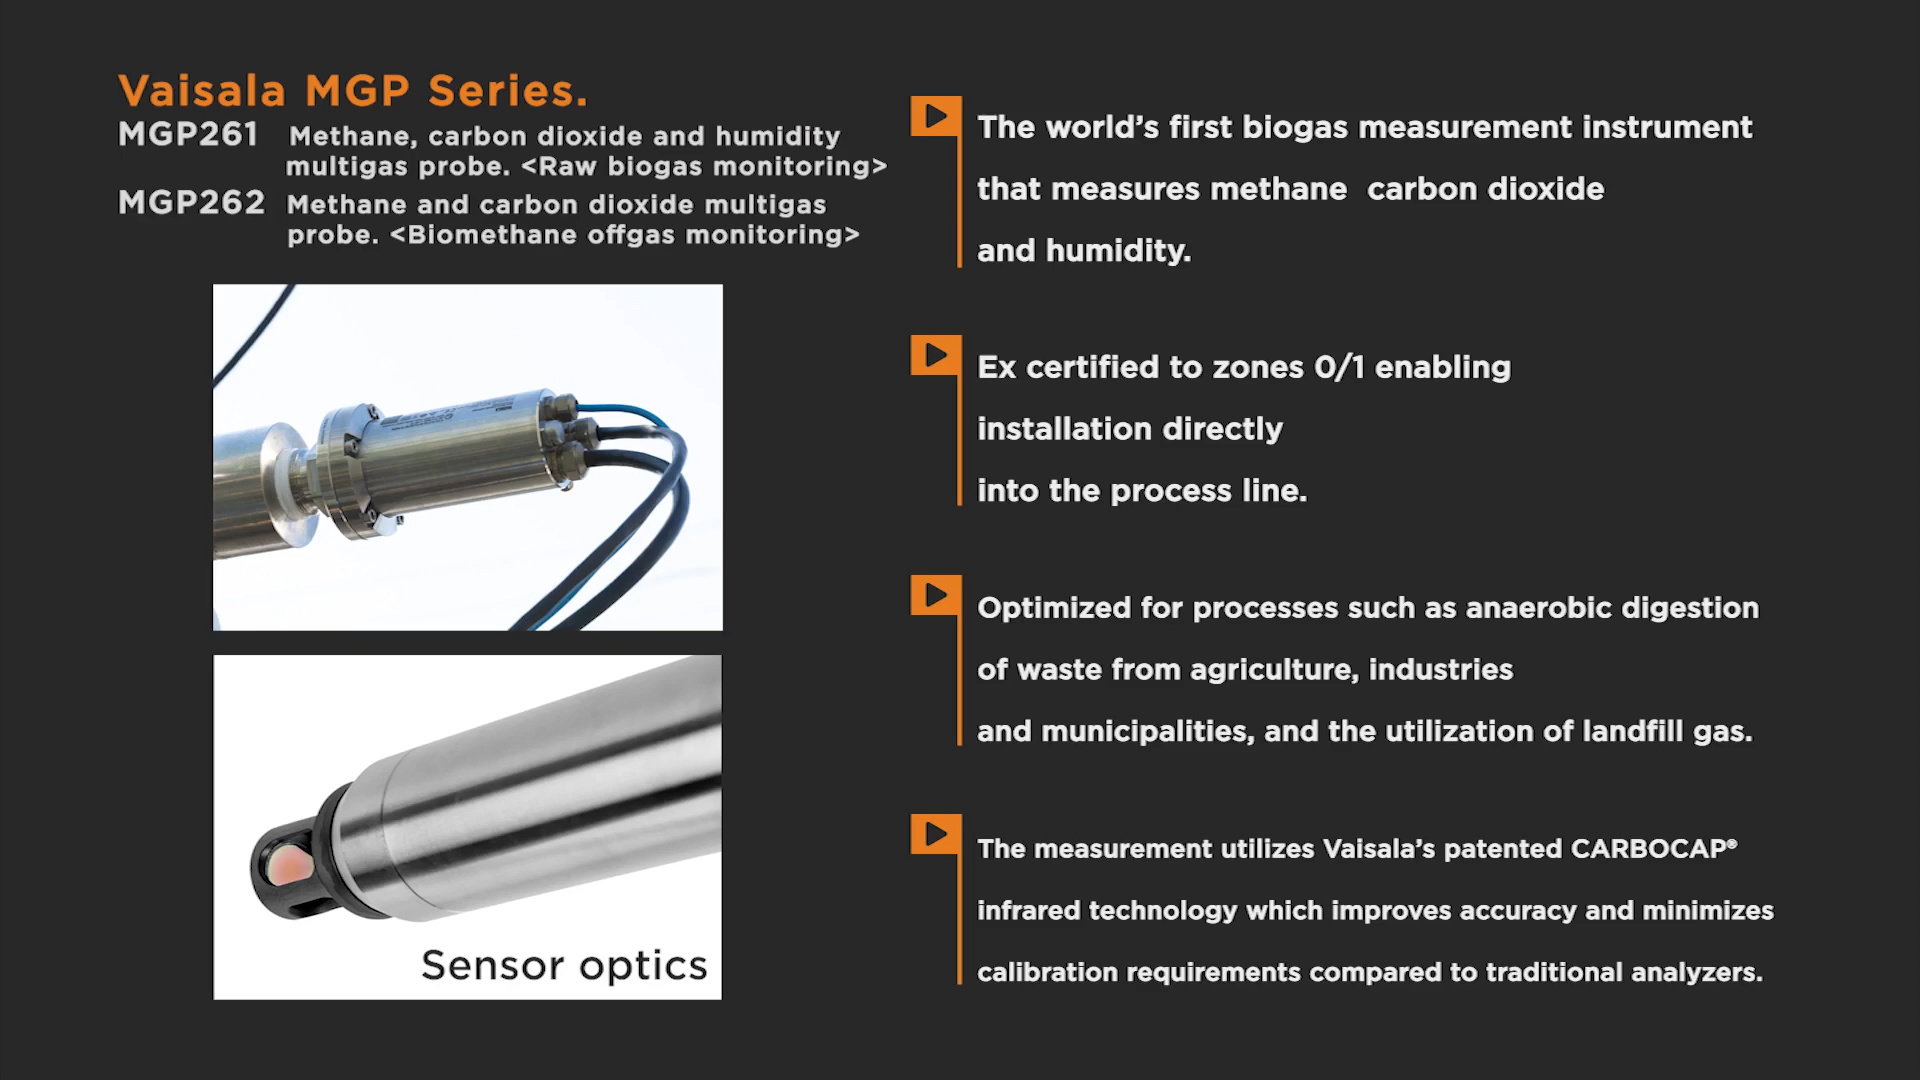 Vaisala MGP Series.
MGP261 Methane, carbon dioxide and humidity
multigas probe. <Raw biogas monitoring>
MGP262 Methane and carbon dioxide multigas
probe. <Biomethane offgas monitoring>
Sensor optics
The world’s first biogas measurement instrument
that measures methane carbon dioxide
and humidity.
Ex certified to zones 0/1 enabling
installation directly
into the process line.
Optimized for processes such as anaerobic digestion
of waste from agriculture, industries
and municipalities, and the utilization of landfill gas.
The measurement utilizes Vaisala’s patented CARBOCAP®
infrared technology which improves accuracy and minimizes
calibration requirements compared to traditional analyzers.